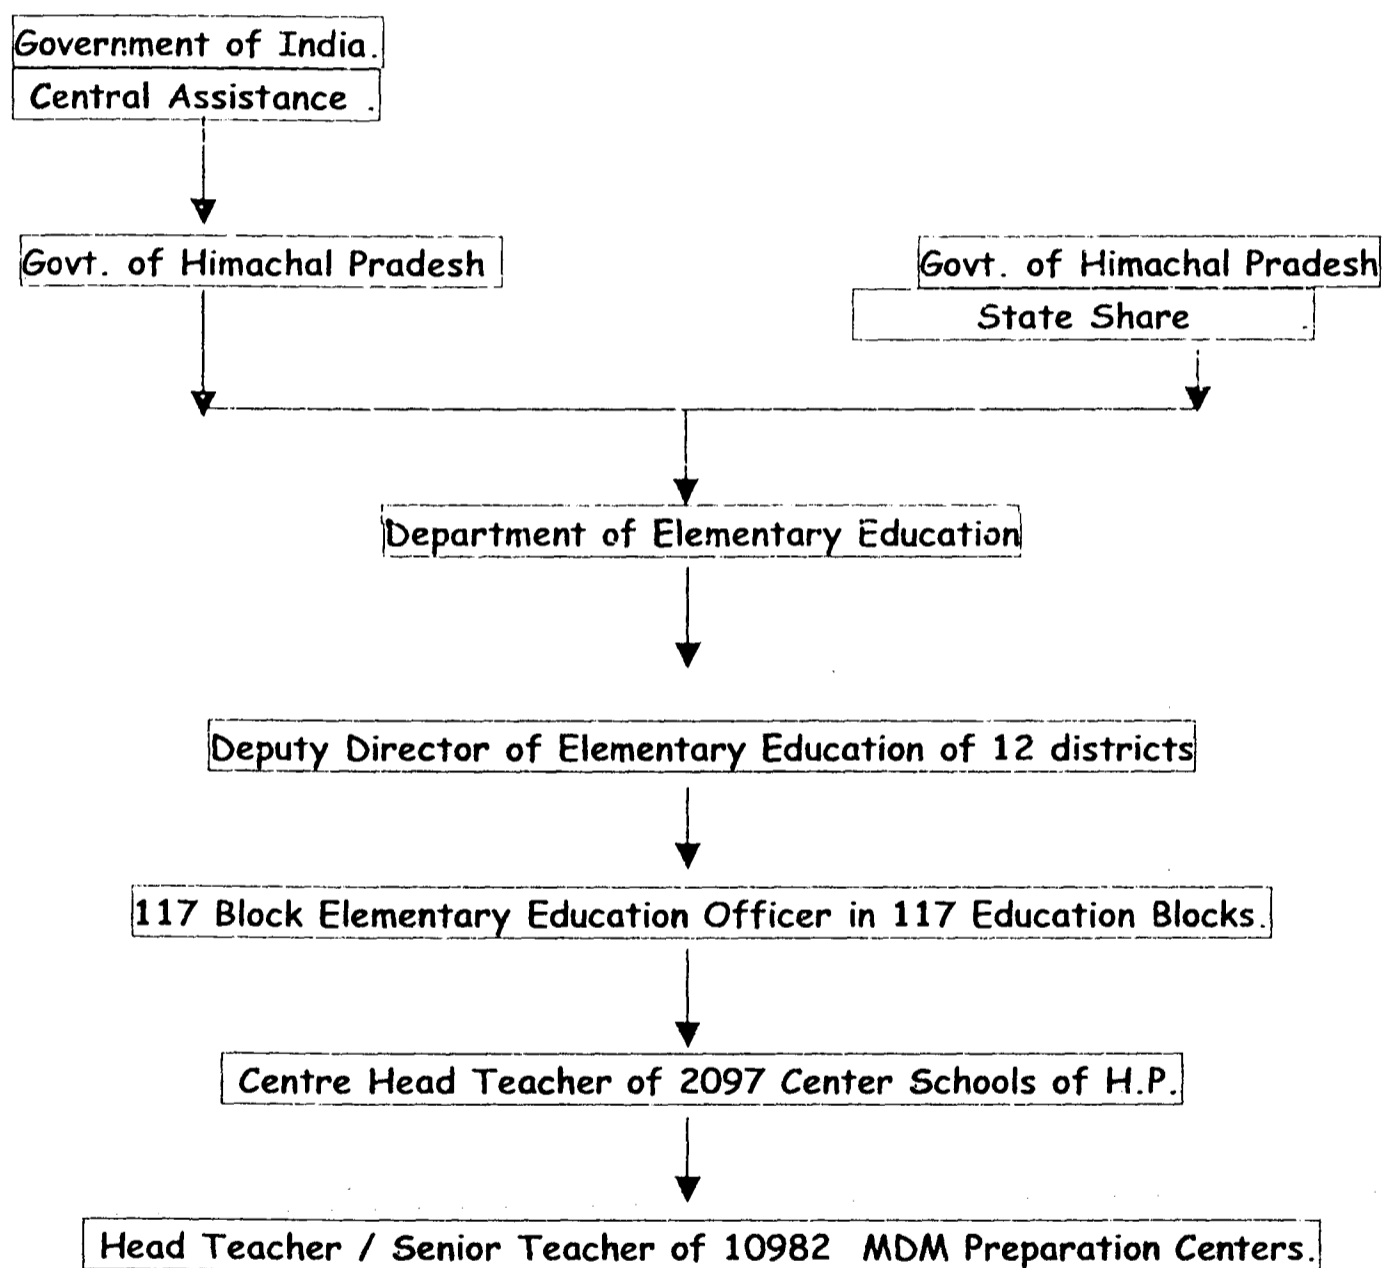 Government of India.
Central Assistance .
Govt. of Himachal Pradesh
Govt. of Himachal Pradesh
State Share .
Department of Elementary Education
Deputy Director of Elementary Education of 12 districts
117 Block Elementary Education Officer in 117 Education Blocks.
Centre Head Teacher of 2097 Center Schools of H.P.
Head Teacher / Senior Teacher of 10982 MDM Preparation Centers.